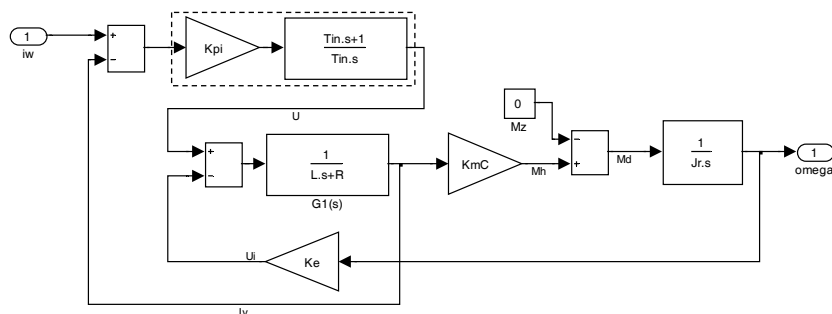 1
iw
+
−
Kpi
Tin.s+1
Tin.s
U
+
−
1
L.s+R
G1(s)
KmC
Mh
0
Mz
−
+
Md
1
Jr.s
1
omega
Ui
Ke
Iv